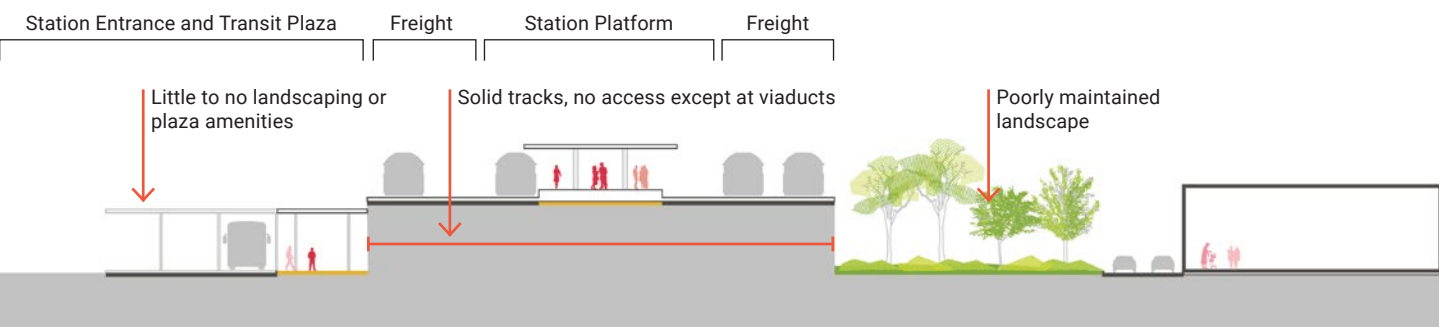 Station Entrance and Transit Plaza
Freight
Station Platform
Freight
Little to no landscaping or
plaza amenities
Solid tracks, no access except at viaducts
Poorly maintained
landscape